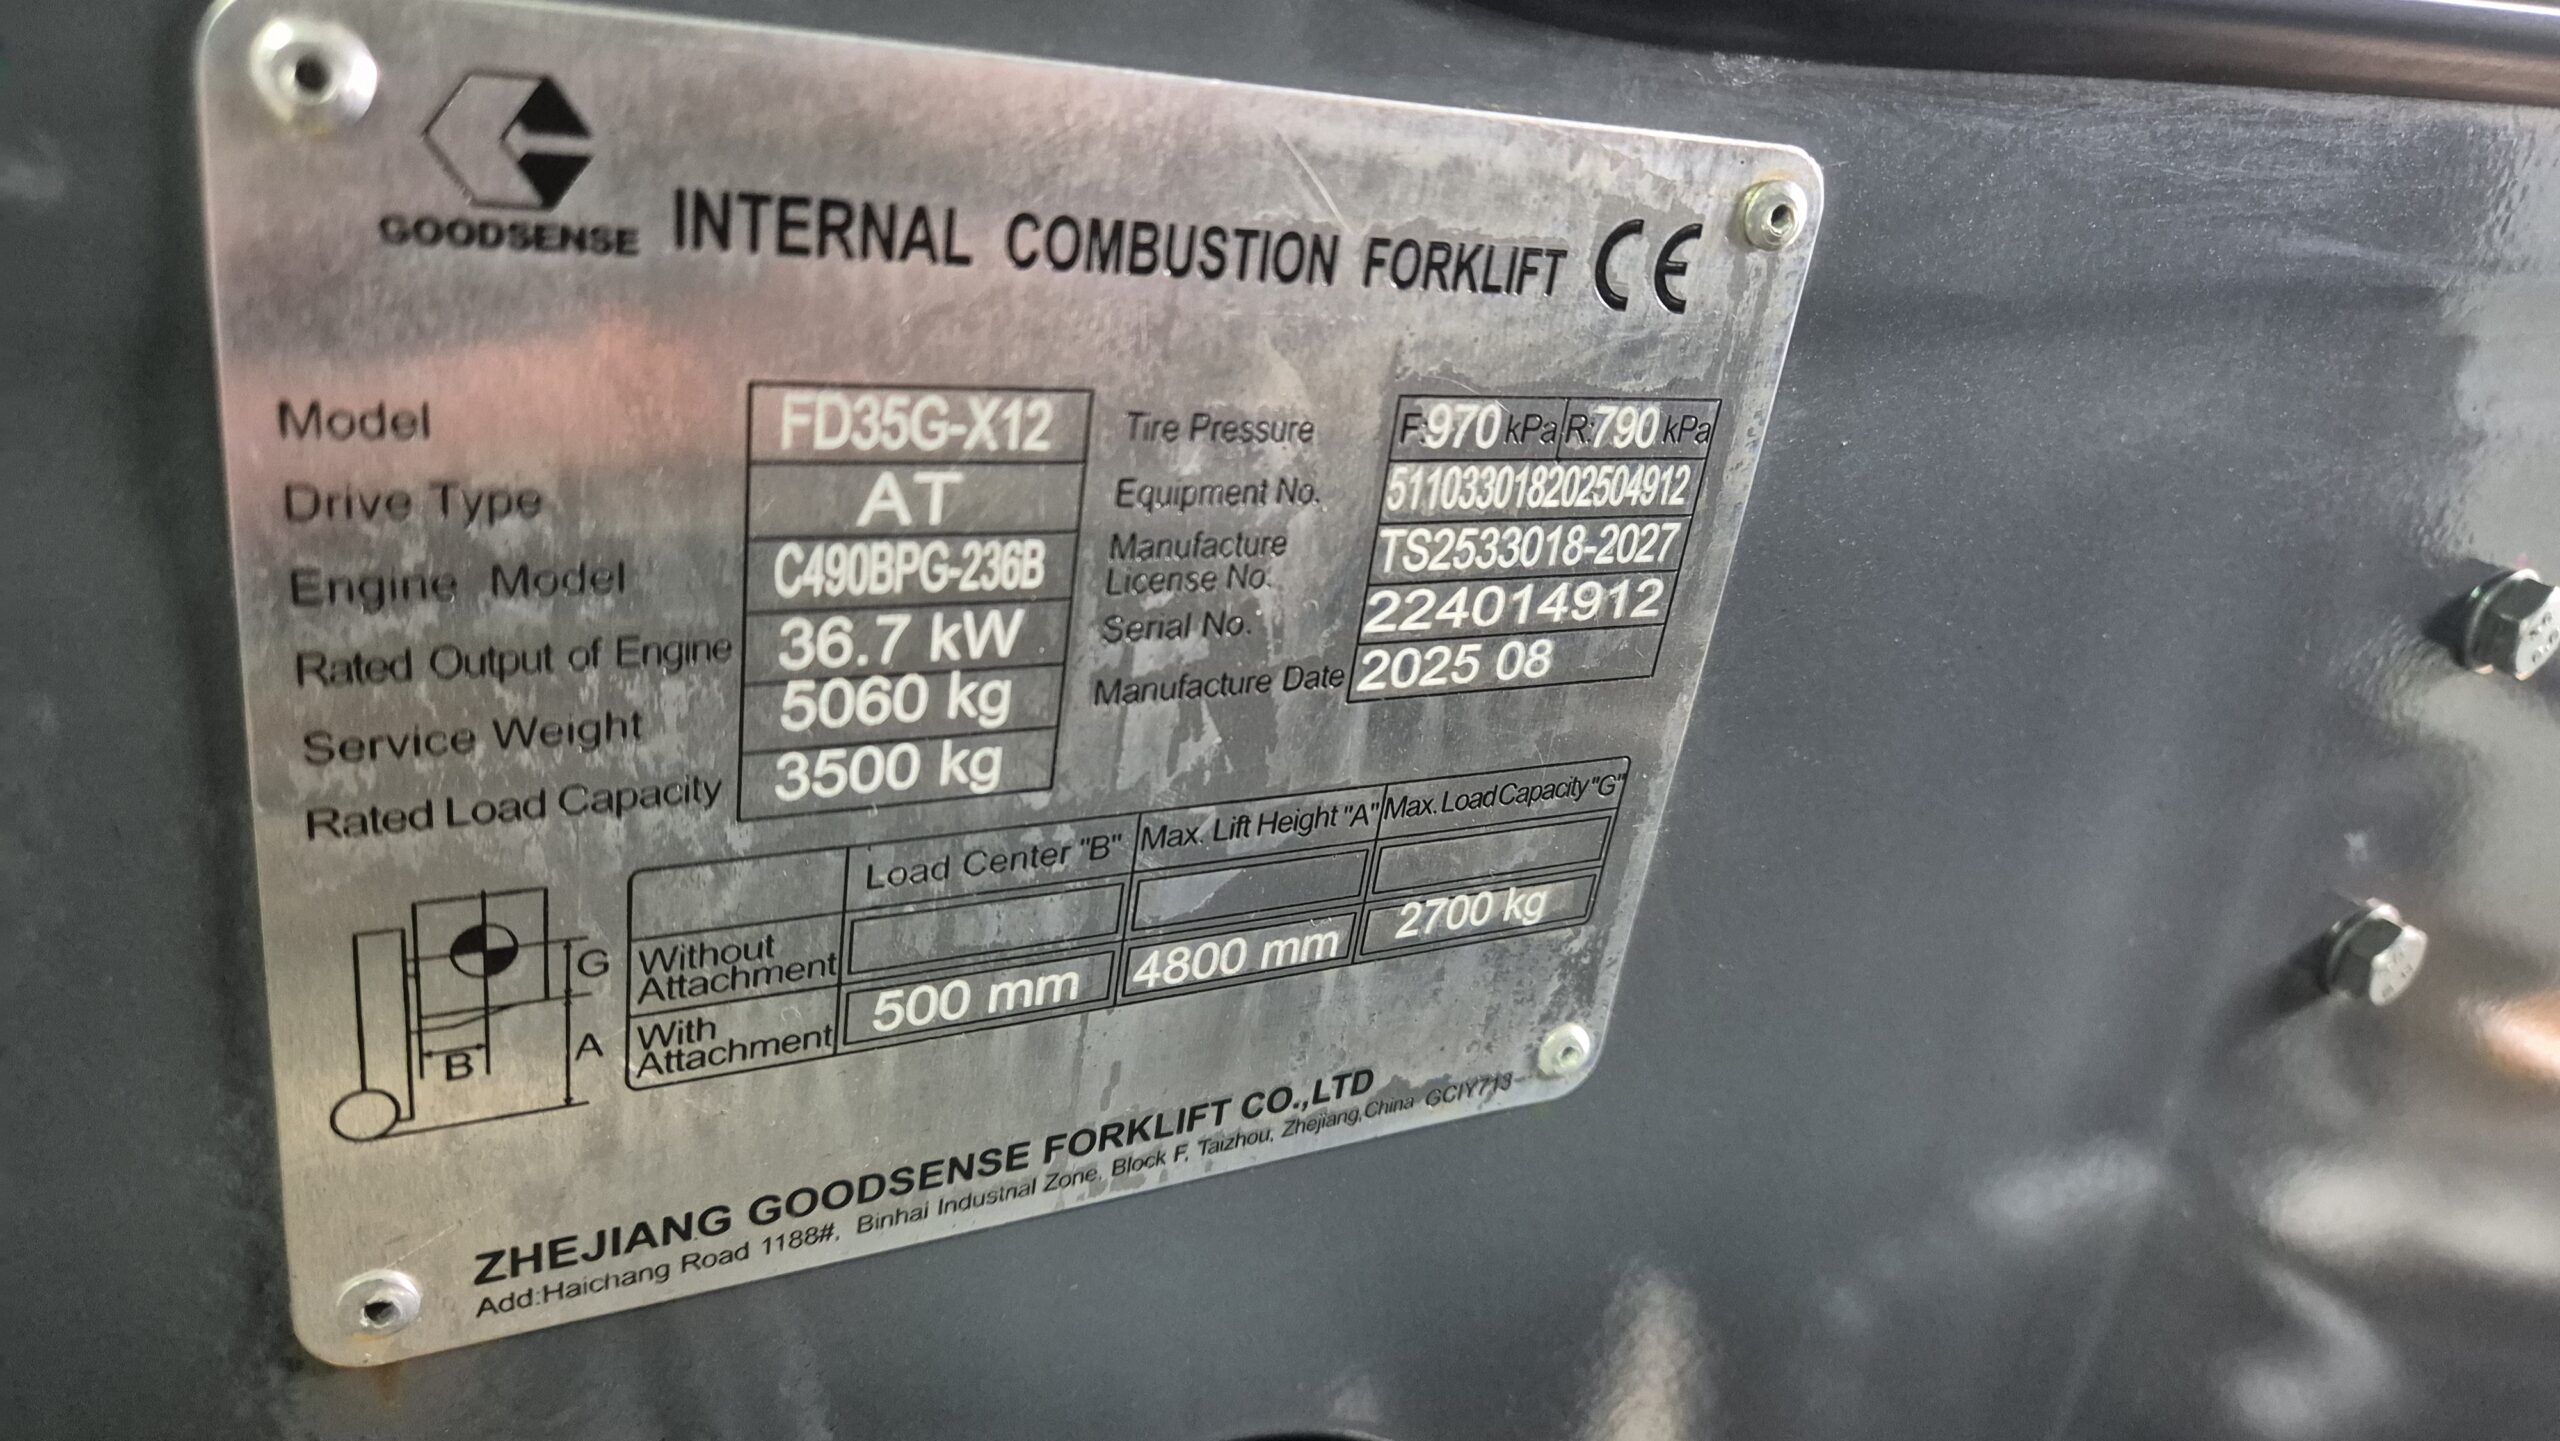 GOODSENSE INTERNAL COMBUSTION FORKLIFT CE
Model FD35G-X12
Drive Type AT
Engine Model C490BPG-236B
Rated Output of Engine 36.7 kW
Service Weight 5060 kg
Rated Load Capacity 3500 kg
Tire Pressure F:970 kPa R:790 kPa
Equipment No. 511033018202504912
Manufacture
License No. TS2533018-2027
Serial No. 224014912
Manufacture Date 2025 08
Load Center "B" Max. Lift Height "A" Max. Load Capacity "G"
Without
Attachment
With
Attachment 500 mm 4800 mm 2700 kg
G
A
B
ZHEJIANG GOODSENSE FORKLIFT CO.,LTD
Add:Haichang Road 1188#, Binhai Industrial Zone, Block F, Taizhou, Zhejiang,China GCIY713